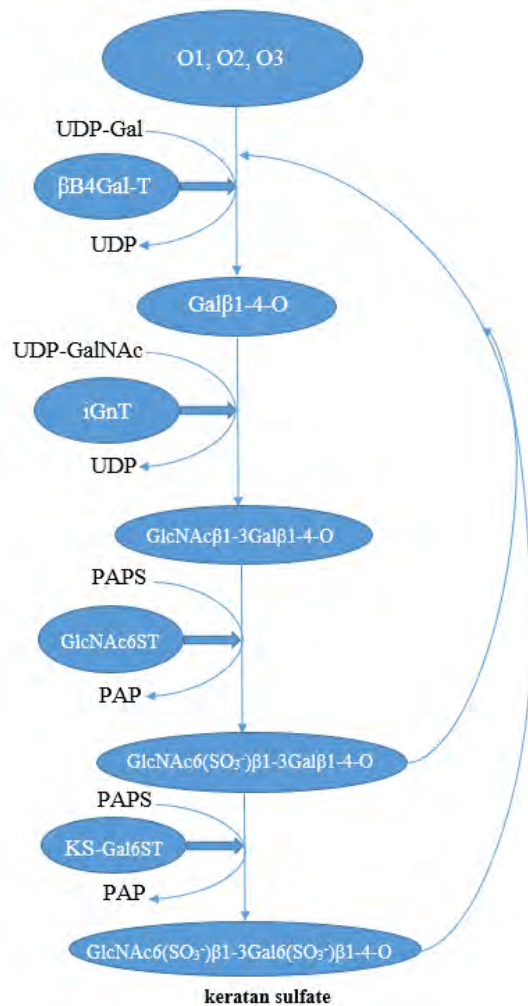 O1, O2, O3
UDP-Gal
βB4Gal-T
UDP
Galβ1-4-O
UDP-GalNAc
iGnT
UDP
GlcNAcβ1-3Galβ1-4-O
PAPS
GlcNAc6ST
PAP
GlcNAc6(SO₃⁻)β1-3Galβ1-4-O
PAPS
KS-Gal6ST
PAP
GlcNAc6(SO₃⁻)β1-3Gal6(SO₃⁻)β1-4-O
keratan sulfate